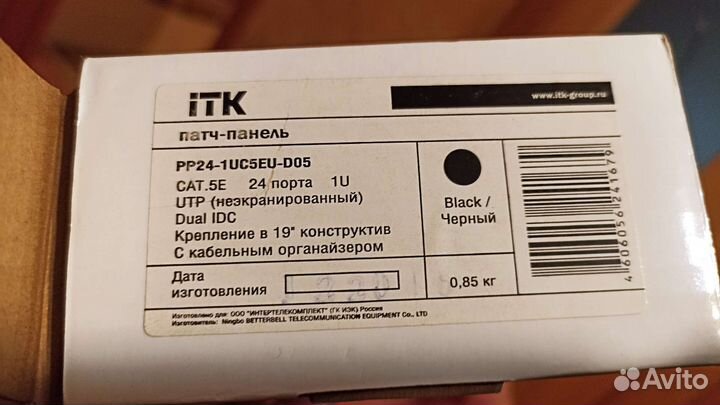 iTK
www.itk-group.ru
патч-панель
PP24-1UC5EU-D05
CAT.5E 24 порта 1U
UTP (неэкранированный)
Dual IDC
Крепление в 19" конструктив
С кабельным органайзером
Black /
Черный
4606056241679
Дата
изготовления
0,85 кг
Изготовлено для: ООО "ИНТЕРТЕЛЕКОМПЛЕКТ" (ГК ИЭК) Россия
Изготовитель: Ningbo BETTERBELL TELECOMMUNICATION EQUIPMENT Co., LTD
Avito